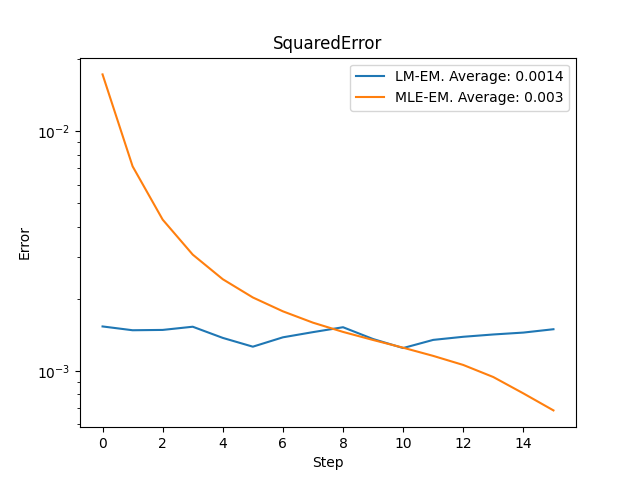 SquaredError
LM-EM. Average: 0.0014
MLE-EM. Average: 0.003
10⁻²
10⁻³
Error
0 2 4 6 8 10 12 14
Step